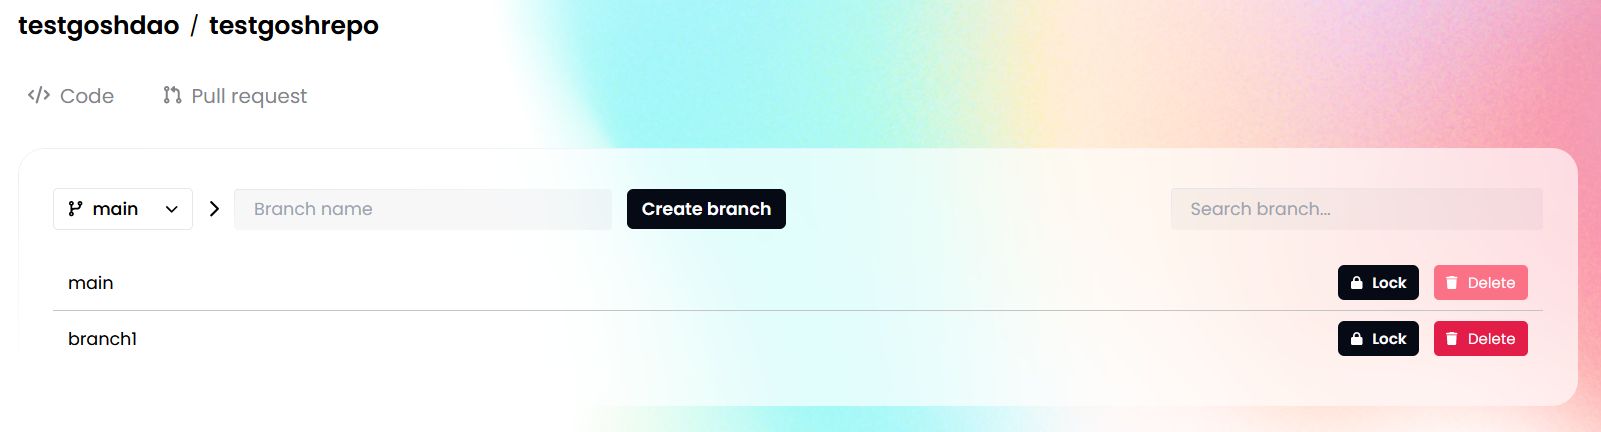 testgoshdao / testgoshrepo
Code Pull request
main Branch name Create branch Search branch...
main Lock Delete
branch1 Lock Delete